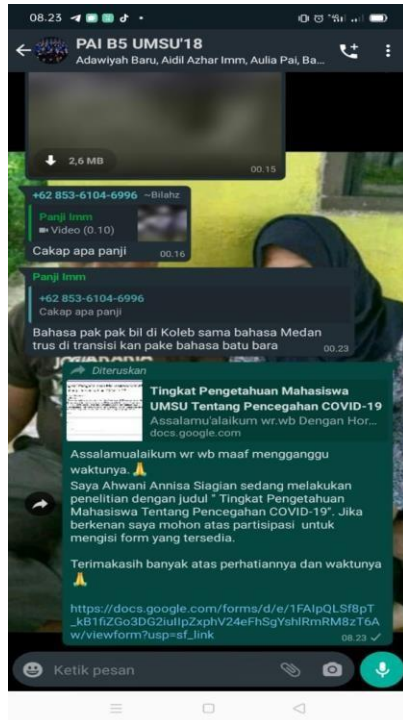 08.23
PAI B5 UMSU'18
Adawiyah Baru, Aidil Azhar Imm, Aulia Pai, Ba...
2,6 MB
00.15
+62 853-6104-6996 ~Bilahz
Panji Imm
Video (0.10)
Cakap apa panji
00.16
Panji Imm
+62 853-6104-6996
Cakap apa panji
Bahasa pak pak bil di Koleb sama bahasa Medan
trus di transisi kan pake bahasa batu bara
00.23
Diteruskan
Tingkat Pengetahuan Mahasiswa
UMSU Tentang Pencegahan COVID-19
Assalamu'alaikum wr.wb Dengan Hor...
docs.google.com
Assalamualaikum wr wb maaf mengganggu
waktunya. 🙏
Saya Ahwani Annisa Siagian sedang melakukan
penelitian dengan judul " Tingkat Pengetahuan
Mahasiswa Tentang Pencegahan COVID-19". Jika
berkenan saya mohon atas partisipasi untuk
mengisi form yang tersedia.
Terimakasih banyak atas perhatiannya dan waktunya
🙏
https://docs.google.com/forms/d/e/1FAIpQLSf8pT
_kB1fiZGo3DG2iulIpZxphV24eFhSgYshlRmRM8zT6A
w/viewform?usp=sf_link
08.23
Ketik pesan